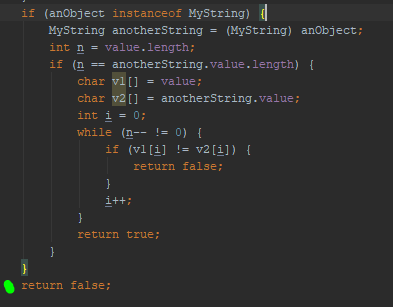 if (anObject instanceof MyString) {
MyString anotherString = (MyString) anObject;
int n = value.length;
if (n == anotherString.value.length) {
char v1[] = value;
char v2[] = anotherString.value;
int i = 0;
while (n-- != 0) {
if (v1[i] != v2[i]) {
return false;
}
i++;
}
return true;
}
}
return false;